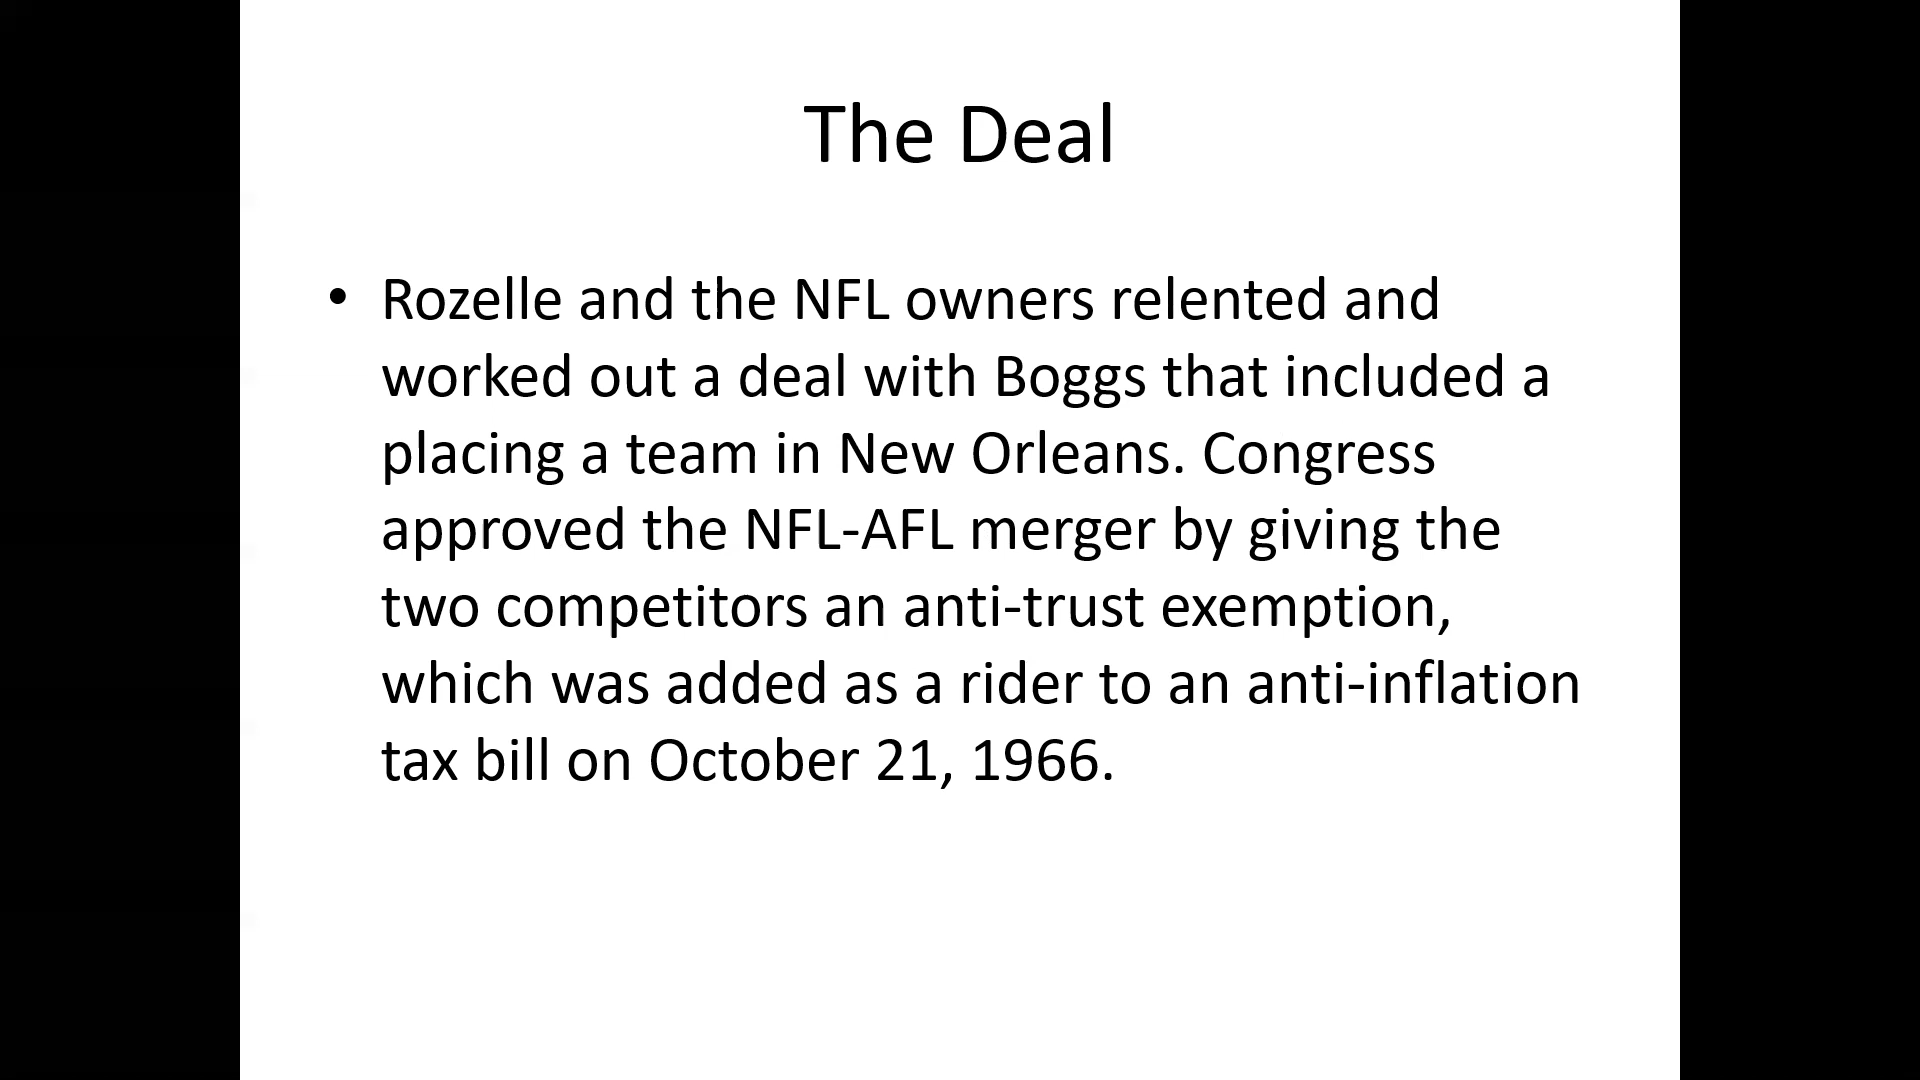 The Deal
• Rozelle and the NFL owners relented and
worked out a deal with Boggs that included a
placing a team in New Orleans. Congress
approved the NFL-AFL merger by giving the
two competitors an anti-trust exemption,
which was added as a rider to an anti-inflation
tax bill on October 21, 1966.